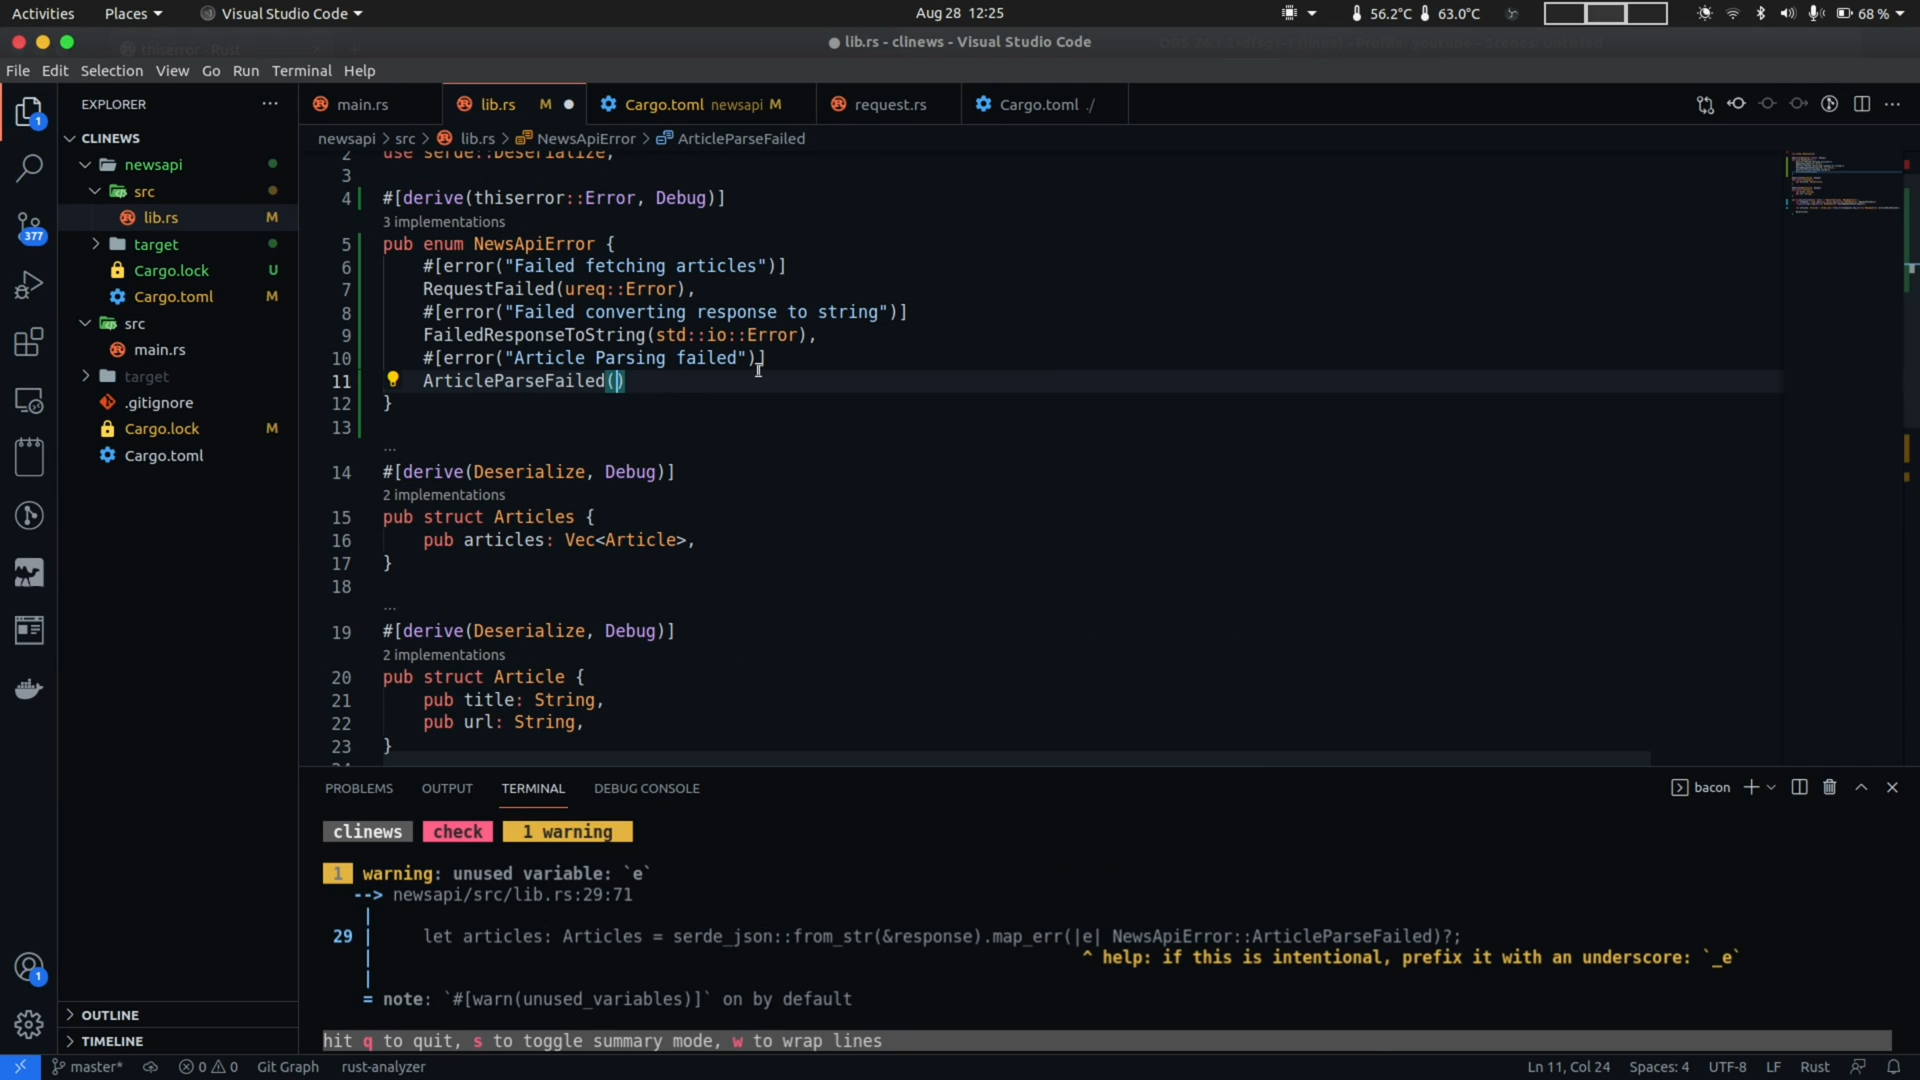 Activities Places Visual Studio Code Aug 28 12:25 56.2°C 63.0°C 68 %
lib.rs - clinews - Visual Studio Code
File Edit Selection View Go Run Terminal Help
EXPLORER
main.rs
lib.rs M
Cargo.toml newsapi M
request.rs
Cargo.toml ./
newsapi > src > lib.rs > NewsApiError > ArticleParseFailed
CLINEWS
newsapi
src
lib.rs M
target
Cargo.lock U
Cargo.toml M
src
main.rs
target
.gitignore
Cargo.lock M
Cargo.toml
OUTLINE
TIMELINE
1
377
1
2 use serde::Deserialize;
3
4 #[derive(thiserror::Error, Debug)]
3 implementations
5 pub enum NewsApiError {
6 #[error("Failed fetching articles")]
7 RequestFailed(ureq::Error),
8 #[error("Failed converting response to string")]
9 FailedResponseToString(std::io::Error),
10 #[error("Article Parsing failed")]
11 ArticleParseFailed()
12 }
13
...
14 #[derive(Deserialize, Debug)]
2 implementations
15 pub struct Articles {
16 pub articles: Vec<Article>,
17 }
18
...
19 #[derive(Deserialize, Debug)]
2 implementations
20 pub struct Article {
21 pub title: String,
22 pub url: String,
23 }
PROBLEMS OUTPUT TERMINAL DEBUG CONSOLE bacon
clinews check 1 warning
1 warning: unused variable: `e`
--> newsapi/src/lib.rs:29:71
|
29 | let articles: Articles = serde_json::from_str(&response).map_err(|e| NewsApiError::ArticleParseFailed)?;
| ^ help: if this is intentional, prefix it with an underscore: `_e`
|
= note: `#[warn(unused_variables)]` on by default
hit q to quit, s to toggle summary mode, w to wrap lines
master* 0 0 Git Graph rust-analyzer Ln 11, Col 24 Spaces: 4 UTF-8 LF Rust